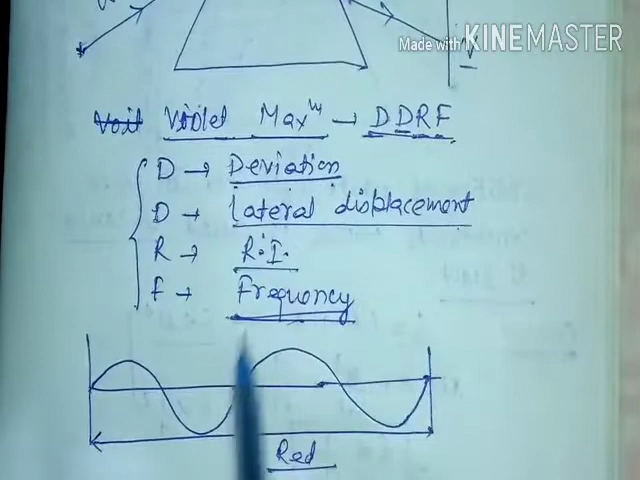 V
Made with KINEMASTER
Violet Max^m → DDRF
D → Deviation
D → lateral displacement
R → R.I.
F → Frequency
Red